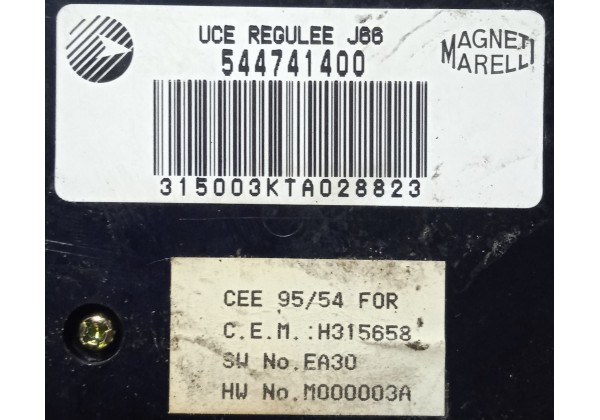 UCE REGULEE J66
544741400
MAGNETI
MARELLI
315003KTA028823
CEE 95/54 FOR
C.E.M.:H315658
SW No.EA30
HW No.M000003A